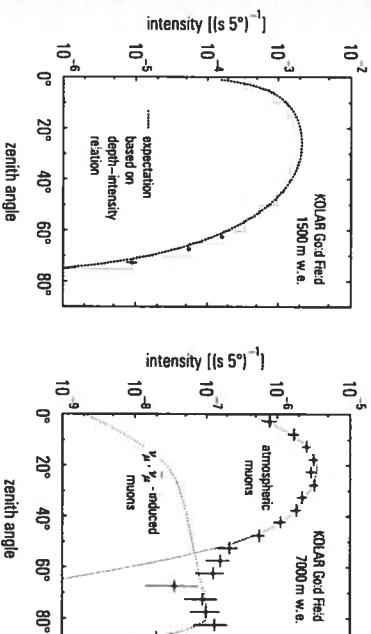 intensity [(s 5°)⁻¹]
10⁻²
10⁻³
10⁻⁴
10⁻⁵
10⁻⁶
KOLAR Gold Field
1500 m w.e.
expectation
based on
depth-intensity
relation
0° 20° 40° 60° 80°
zenith angle
intensity [(s 5°)⁻¹]
10⁻⁵
10⁻⁶
10⁻⁷
10⁻⁸
10⁻⁹
KOLAR Gold Field
7000 m w.e.
atmospheric
muons
νμ, ν̄μ-induced
muons
0° 20° 40° 60° 80°
zenith angle